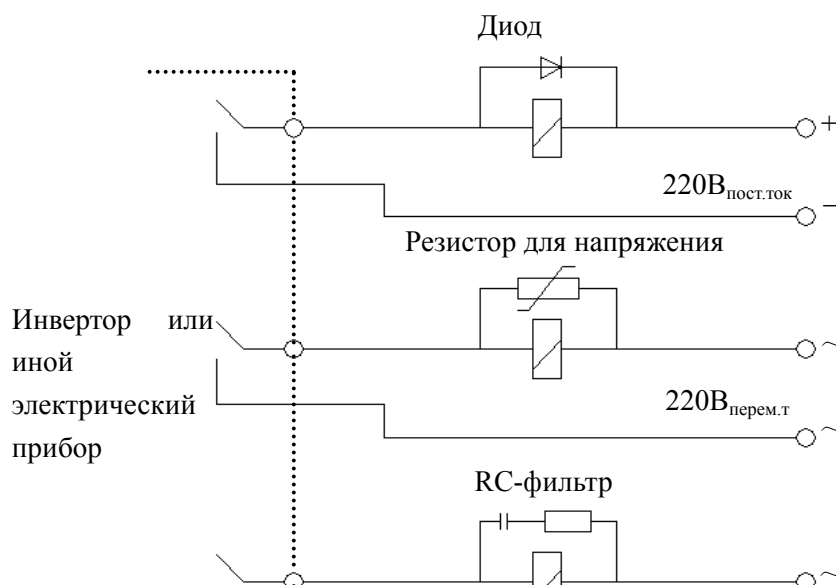 Диод
+
220Впост.ток
−
Резистор для напряжения
Инвертор или
иной
электрический
прибор
~
220Вперем.т
~
RC-фильтр
~